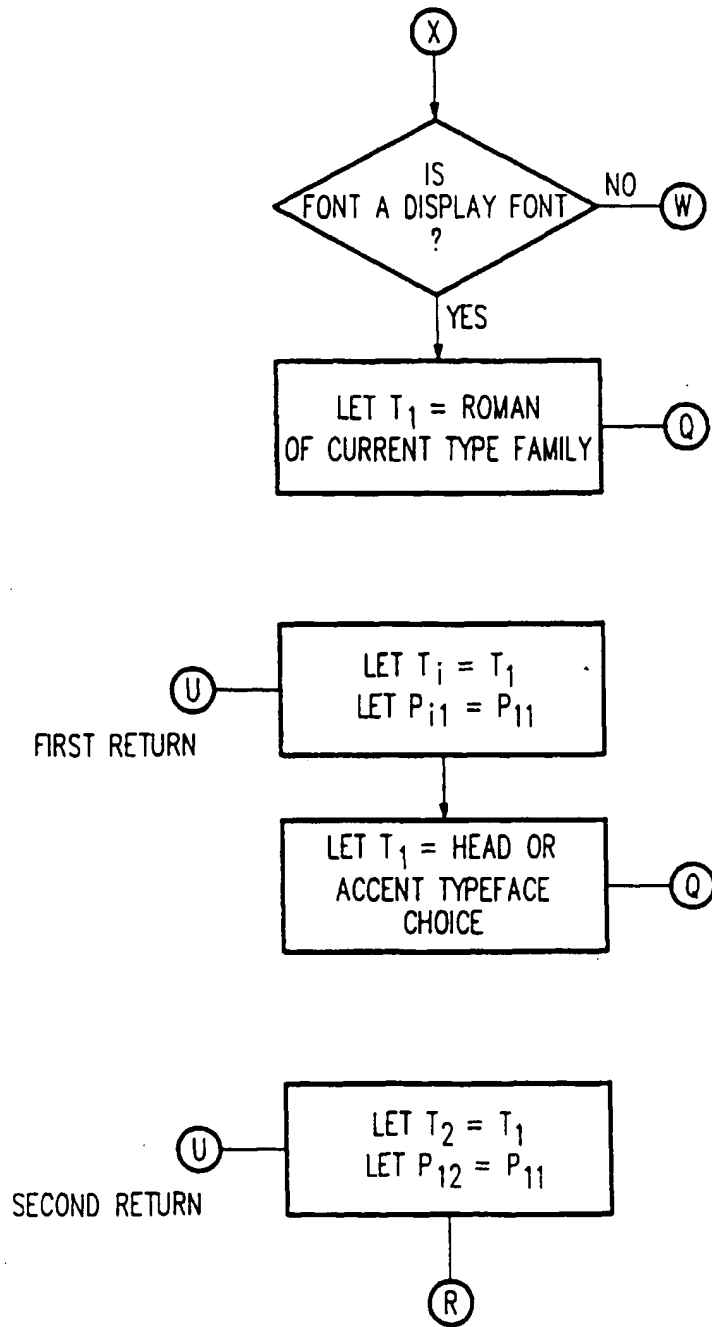 X
IS
FONT A DISPLAY FONT
?
NO
W
YES
LET T₁ = ROMAN
OF CURRENT TYPE FAMILY
Q
U
FIRST RETURN
LET Tᵢ = T₁
LET Pᵢ₁ = P₁₁
LET T₁ = HEAD OR
ACCENT TYPEFACE
CHOICE
Q
U
SECOND RETURN
LET T₂ = T₁
LET P₁₂ = P₁₁
R